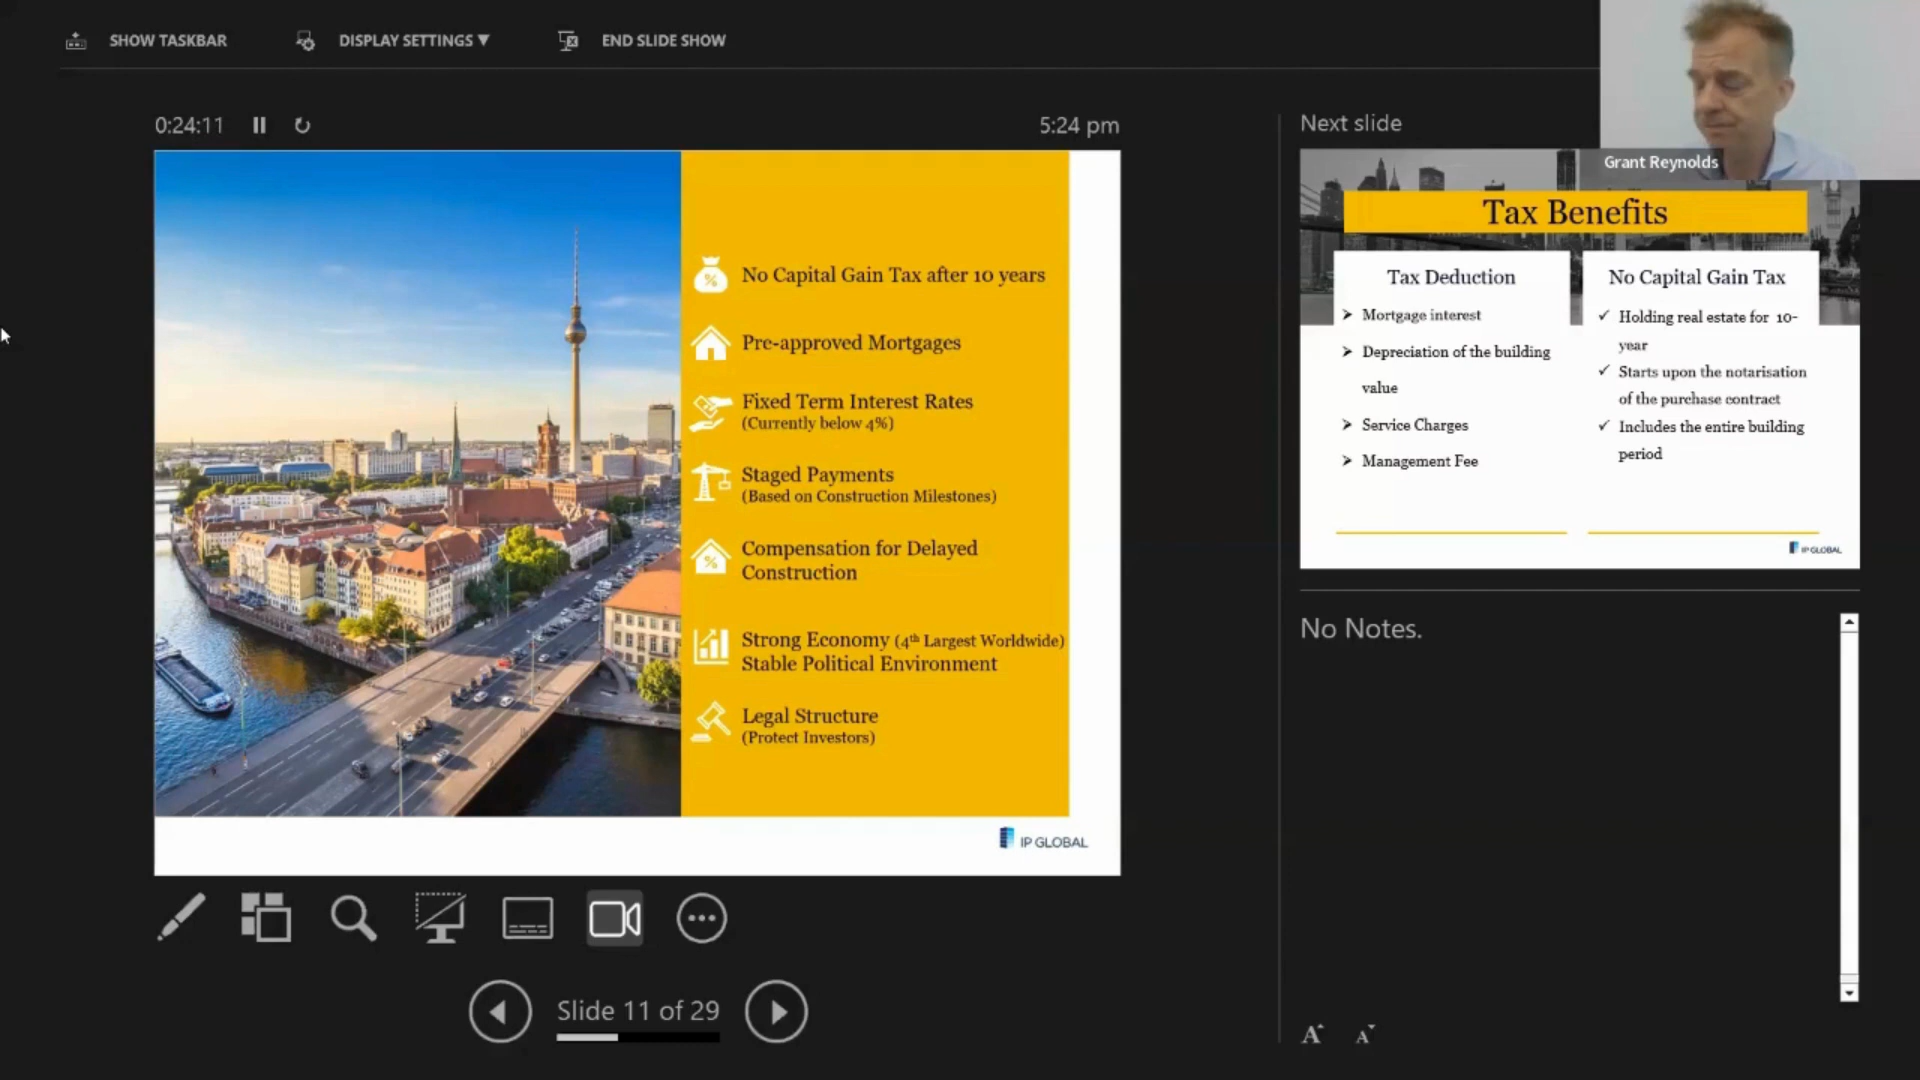 SHOW TASKBAR
DISPLAY SETTINGS ▼
END SLIDE SHOW
0:24:11
5:24 pm
No Capital Gain Tax after 10 years
Pre-approved Mortgages
Fixed Term Interest Rates
(Currently below 4%)
Staged Payments
(Based on Construction Milestones)
Compensation for Delayed
Construction
Strong Economy (4th Largest Worldwide)
Stable Political Environment
Legal Structure
(Protect Investors)
IP GLOBAL
Slide 11 of 29
Next slide
Grant Reynolds
Tax Benefits
Tax Deduction
➤ Mortgage interest
➤ Depreciation of the building
value
➤ Service Charges
➤ Management Fee
No Capital Gain Tax
✓ Holding real estate for 10-
year
✓ Starts upon the notarisation
of the purchase contract
✓ Includes the entire building
period
IP GLOBAL
No Notes.
A A